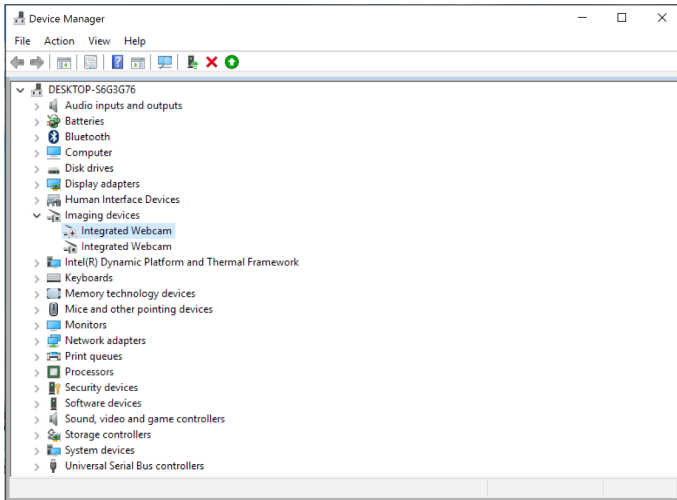 Device Manager
File Action View Help
DESKTOP-S6G3G76
Audio inputs and outputs
Batteries
Bluetooth
Computer
Disk drives
Display adapters
Human Interface Devices
Imaging devices
Integrated Webcam
Integrated Webcam
Intel(R) Dynamic Platform and Thermal Framework
Keyboards
Memory technology devices
Mice and other pointing devices
Monitors
Network adapters
Print queues
Processors
Security devices
Software devices
Sound, video and game controllers
Storage controllers
System devices
Universal Serial Bus controllers